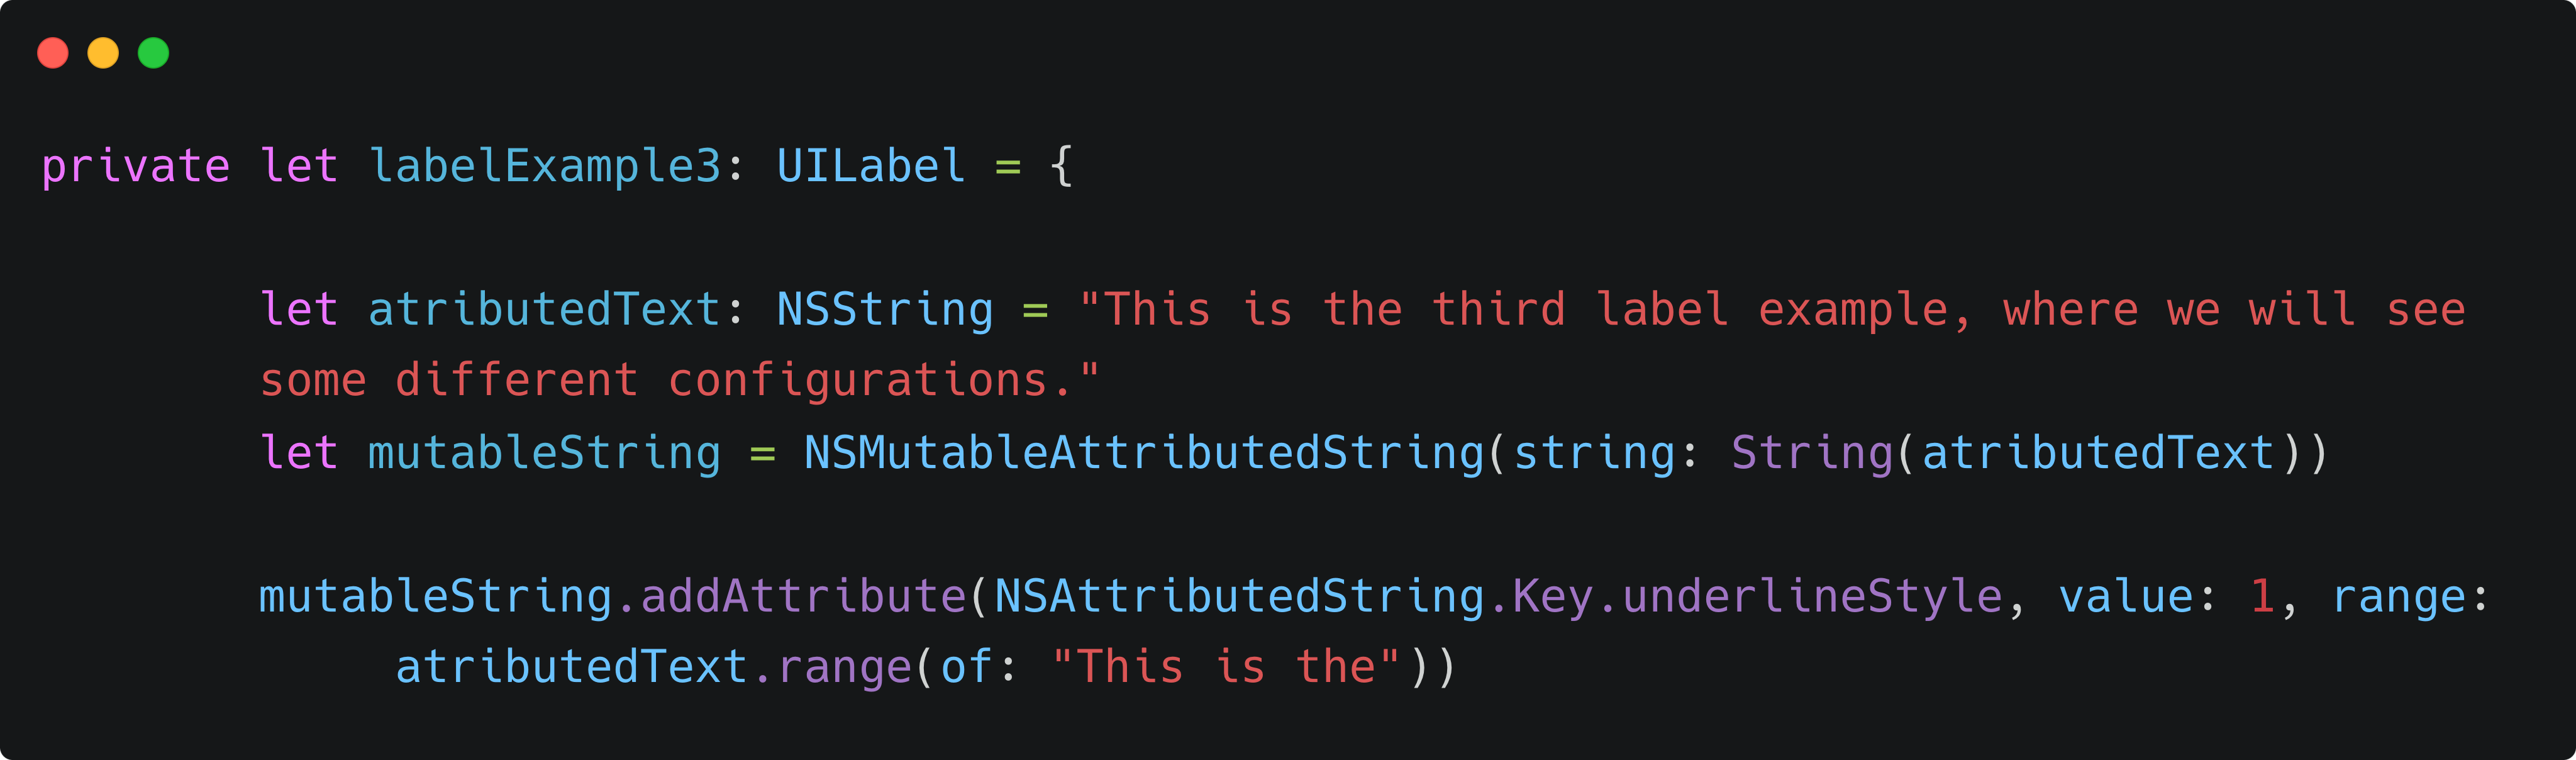 private let labelExample3: UILabel = {
let atributedText: NSString = "This is the third label example, where we will see
some different configurations."
let mutableString = NSMutableAttributedString(string: String(atributedText))
mutableString.addAttribute(NSAttributedString.Key.underlineStyle, value: 1, range:
atributedText.range(of: "This is the"))